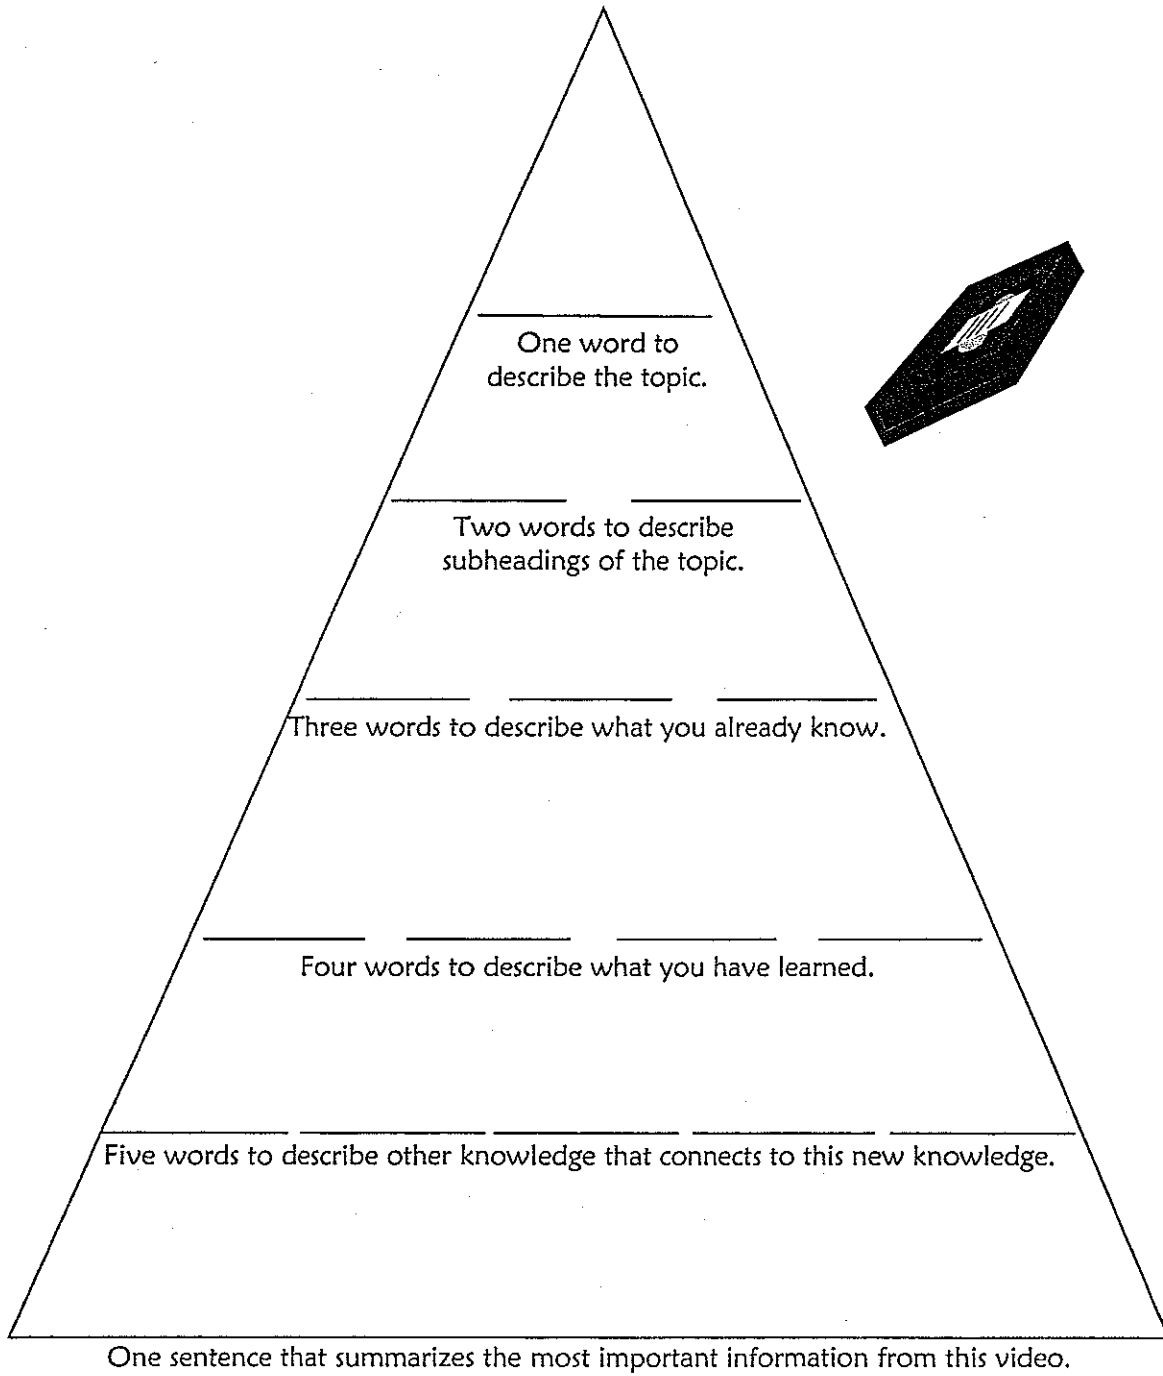 One word to
describe the topic.
Two words to describe
subheadings of the topic.
Three words to describe what you already know.
Four words to describe what you have learned.
Five words to describe other knowledge that connects to this new knowledge.
One sentence that summarizes the most important information from this video.